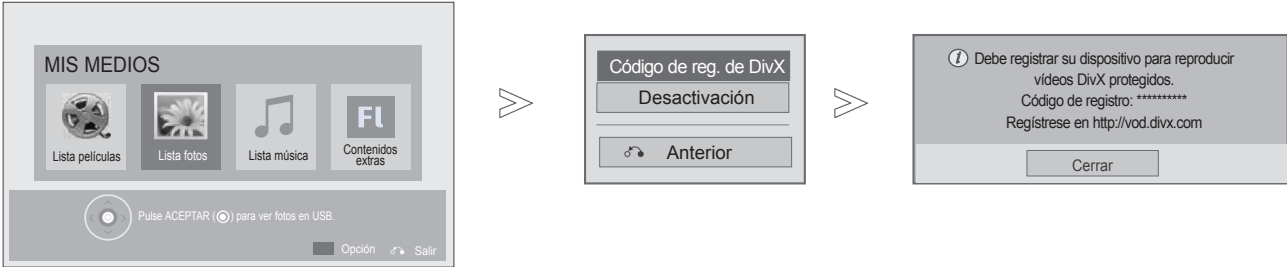 MIS MEDIOS
Lista películas
Lista fotos
Lista música
Fl
Contenidos
extras
Pulse ACEPTAR (◉) para ver fotos en USB.
Opción
Salir
Código de reg. de DivX
Desactivación
Anterior
Debe registrar su dispositivo para reproducir
vídeos DivX protegidos.
Código de registro: **********
Regístrese en http://vod.divx.com
Cerrar